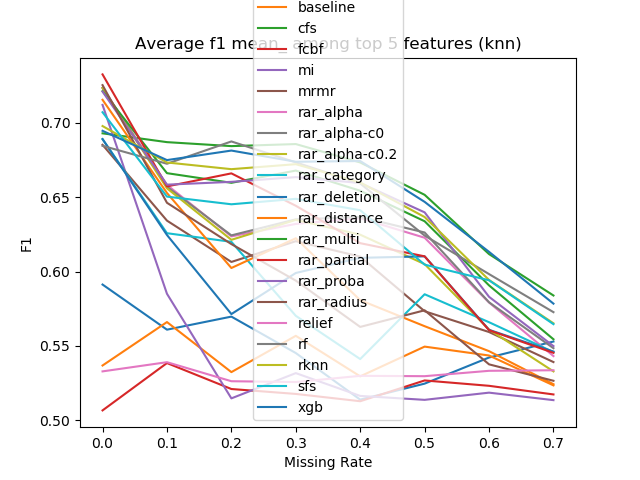 Average f1 mean_ among top 5 features (knn)
baseline
cfs
fcbf
mi
mrmr
rar_alpha
rar_alpha-c0
rar_alpha-c0.2
rar_category
rar_deletion
rar_distance
rar_multi
rar_partial
rar_proba
rar_radius
relief
rf
rknn
sfs
xgb
F1
0.70
0.65
0.60
0.55
0.50
0.0 0.1 0.2 0.3 0.4 0.5 0.6 0.7
Missing Rate